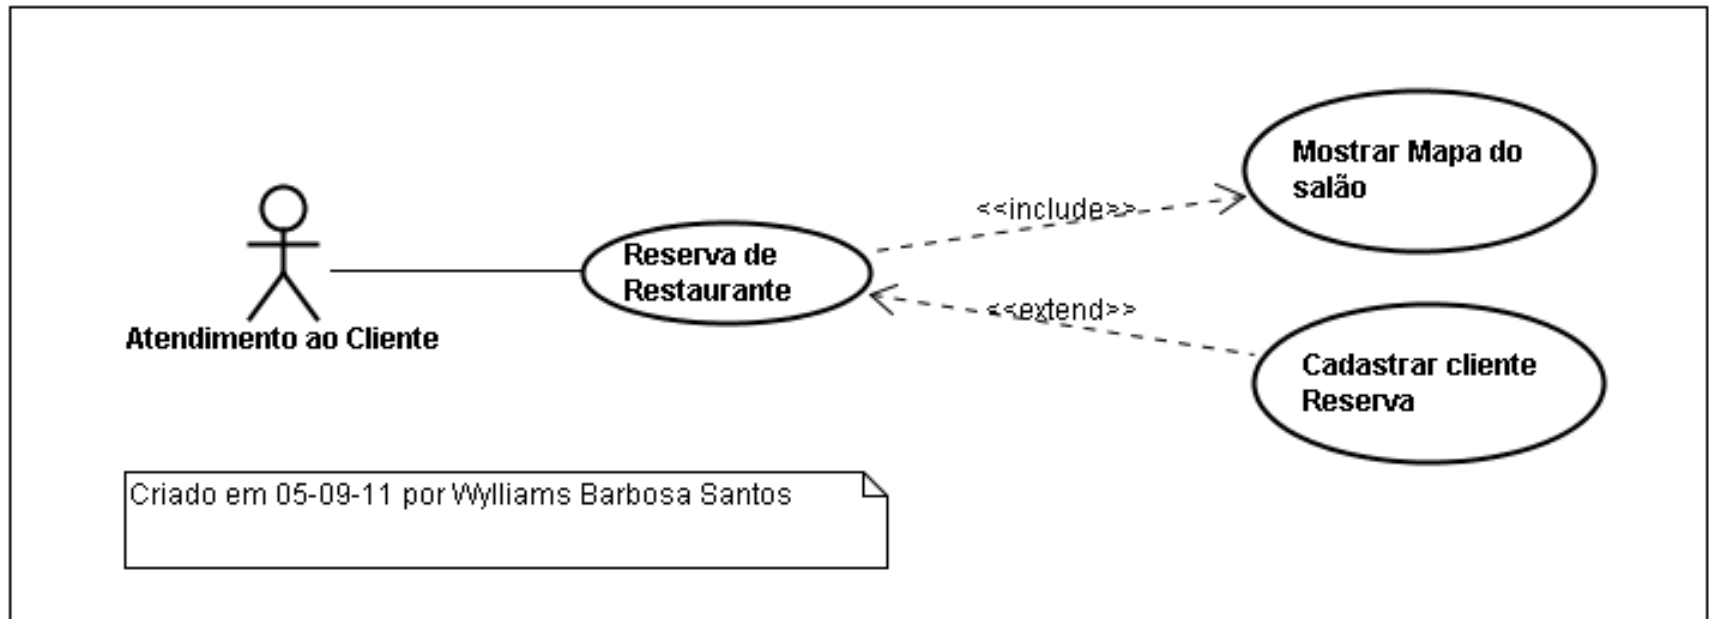 Mostrar Mapa do
salão
<<include>>
Reserva de
Restaurante
<<extend>>
Atendimento ao Cliente
Cadastrar cliente
Reserva
Criado em 05-09-11 por Wylliams Barbosa Santos